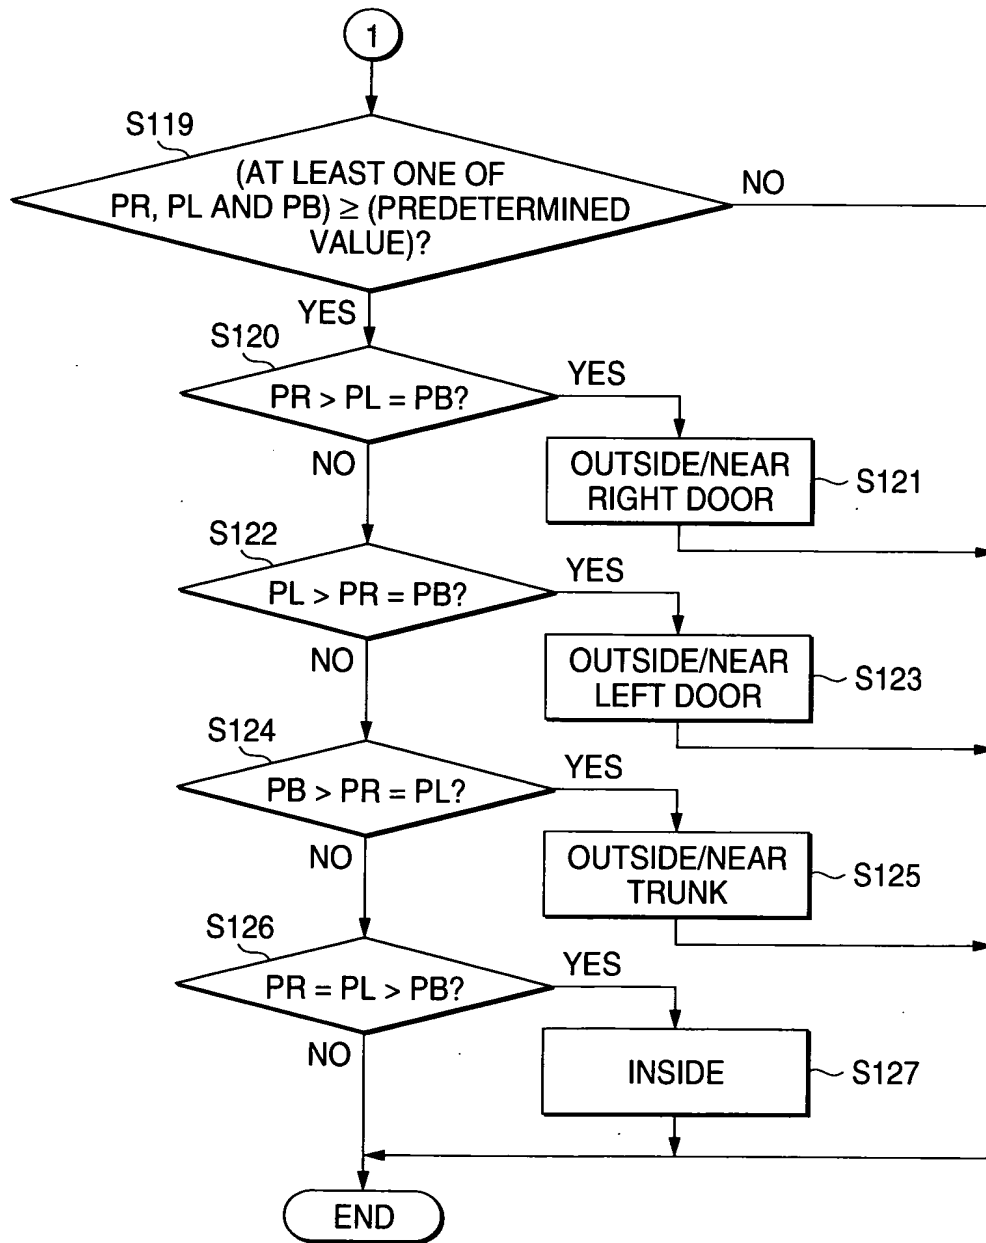 1
S119
(AT LEAST ONE OF
PR, PL AND PB) ≥ (PREDETERMINED
VALUE)?
NO
YES
S120
PR > PL = PB?
YES
NO
OUTSIDE/NEAR
RIGHT DOOR
S121
S122
PL > PR = PB?
YES
NO
OUTSIDE/NEAR
LEFT DOOR
S123
S124
PB > PR = PL?
YES
NO
OUTSIDE/NEAR
TRUNK
S125
S126
PR = PL > PB?
YES
NO
INSIDE
S127
END